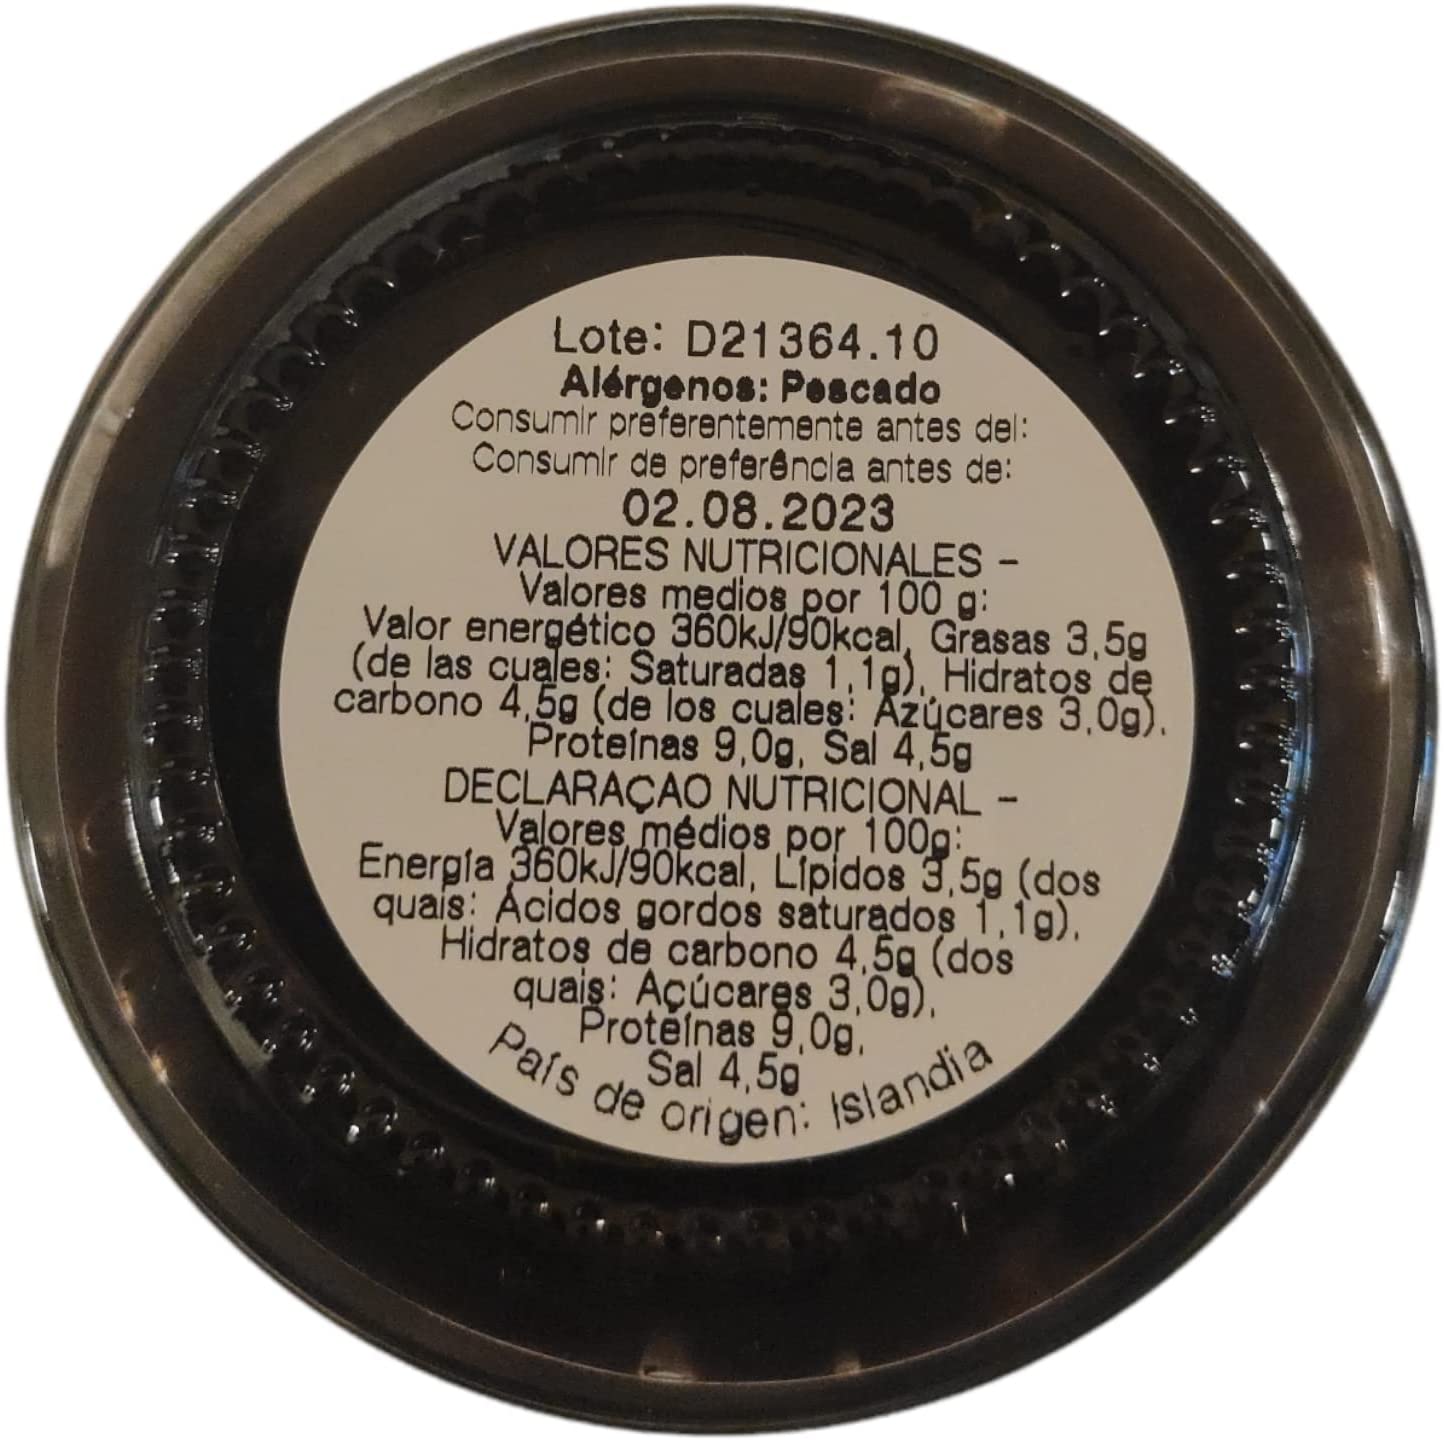 Lote: D21364.10
Alérgenos: Pescado
Consumir preferentemente antes del:
Consumir de preferência antes de:
02.08.2023
VALORES NUTRICIONALES -
Valores medios por 100 g:
Valor energético 360kJ/90kcal, Grasas 3,5g
(de las cuales: Saturadas 1,1g), Hidratos de
carbono 4,5g (de los cuales: Azúcares 3,0g),
Proteínas 9,0g, Sal 4,5g
DECLARAÇAO NUTRICIONAL -
Valores médios por 100g:
Energía 360kJ/90kcal, Lípidos 3,5g (dos
quais: Ácidos gordos saturados 1,1g),
Hidratos de carbono 4,5g (dos
quais: Açúcares 3,0g),
Proteínas 9,0g,
Sal 4,5g
País de origen: Islandia